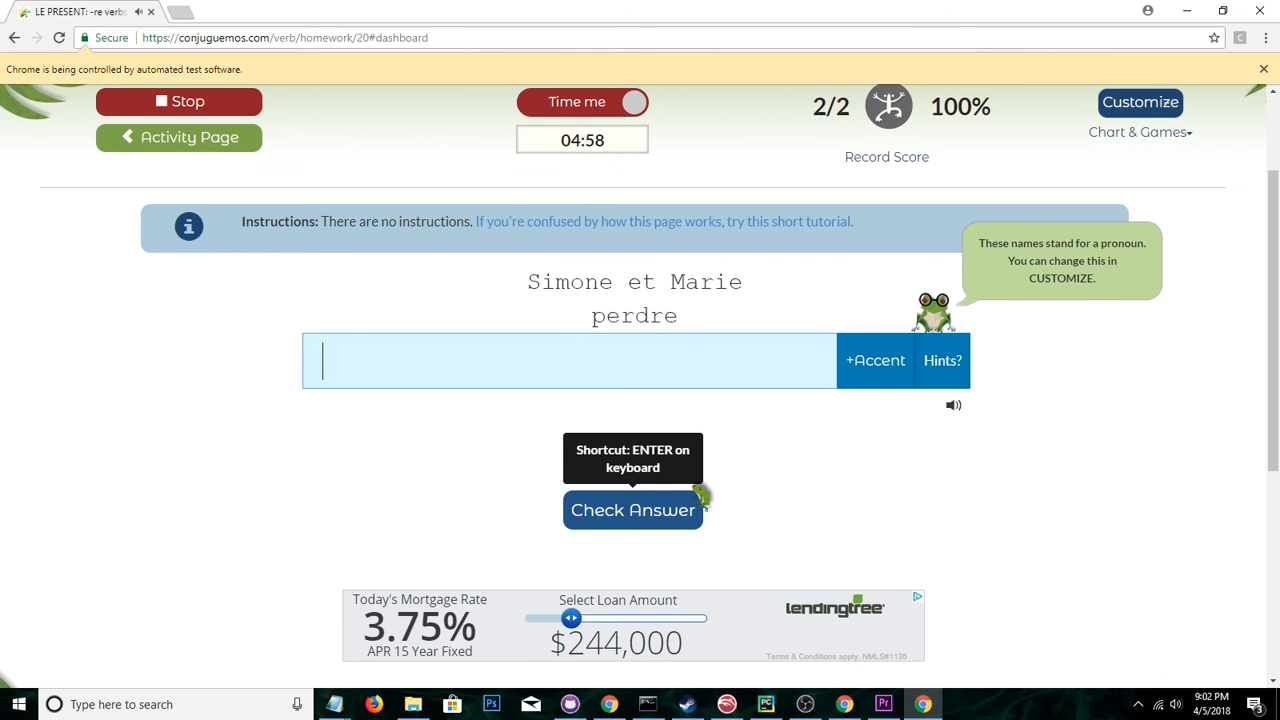 LE PRESENT: -re verbs
Secure
https://conjuguemos.com/verb/homework/20#dashboard
Chrome is being controlled by automated test software.
Stop
Activity Page
Time me
04:58
2/2
100%
Record Score
Customize
Chart & Games
Instructions: There are no instructions. If you're confused by how this page works, try this short tutorial.
These names stand for a pronoun.
You can change this in
CUSTOMIZE.
Simone et Marie
perdre
+Accent
Hints?
Shortcut: ENTER on
keyboard
Check Answer
Today's Mortgage Rate
3.75%
APR 15 Year Fixed
Select Loan Amount
$244,000
lendingtree
Terms & Conditions apply. NMLS#1136
Type here to search
9:02 PM
4/5/2018